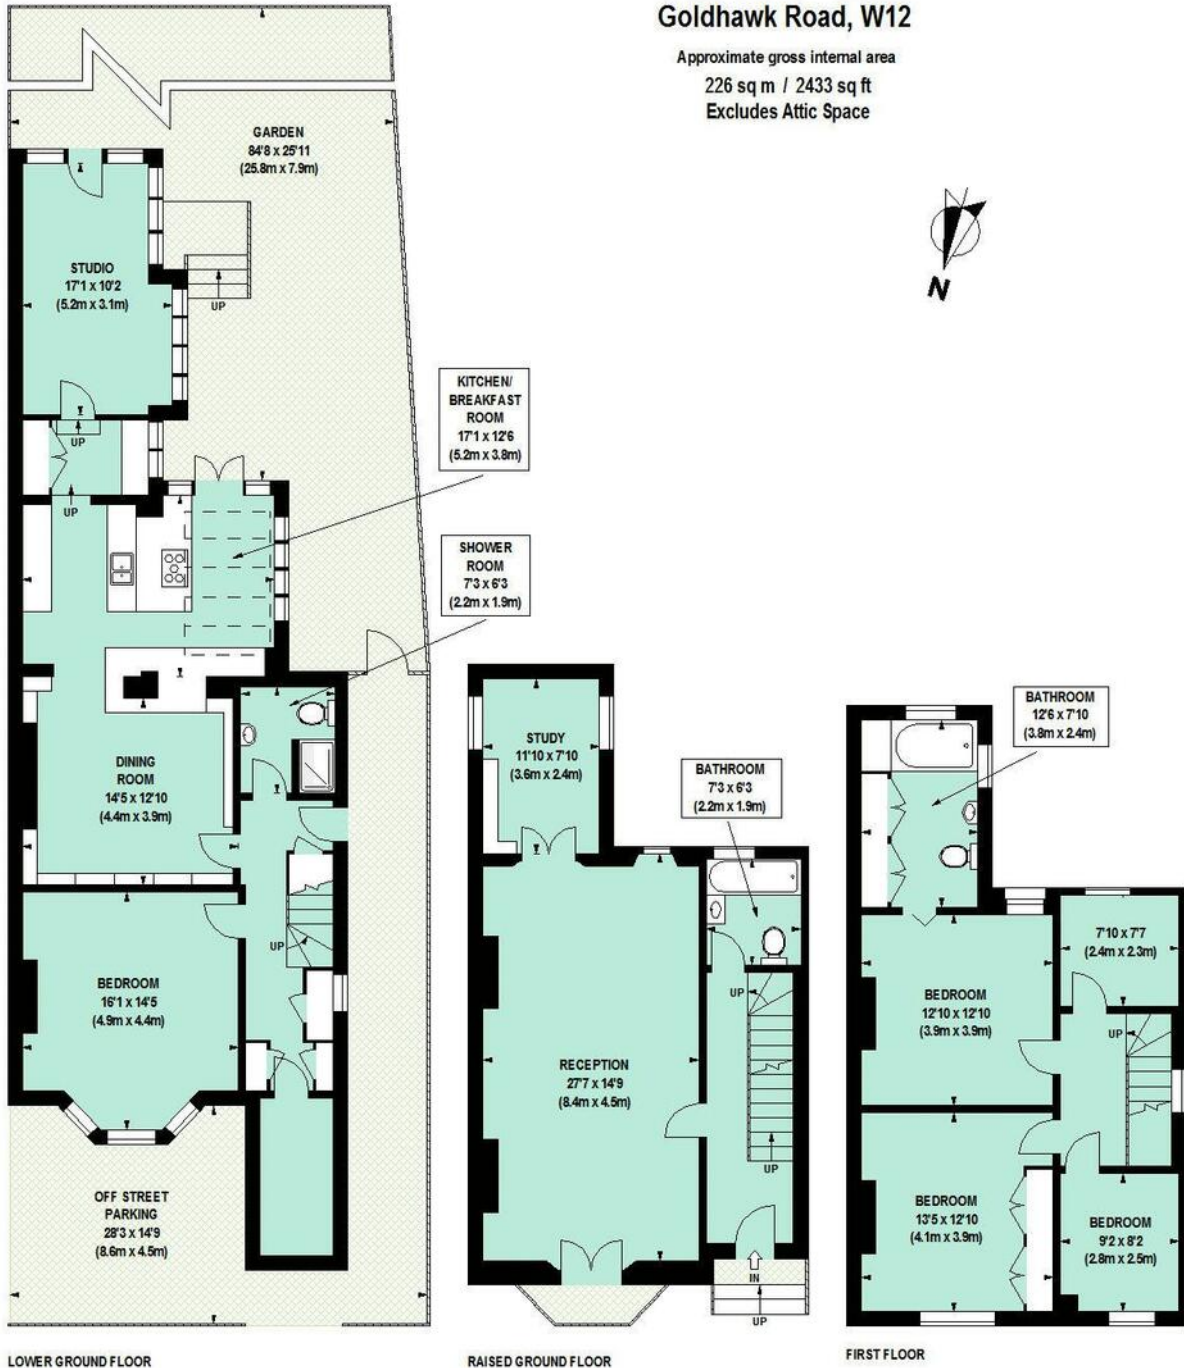 Goldhawk Road, W12
Approximate gross internal area
226 sq m / 2433 sq ft
Excludes Attic Space
N
GARDEN
84'8 x 25'11
(25.8m x 7.9m)
STUDIO
17'1 x 10'2
(5.2m x 3.1m)
UP
UP
UP
KITCHEN/
BREAKFAST
ROOM
17'1 x 12'6
(5.2m x 3.8m)
SHOWER
ROOM
7'3 x 6'3
(2.2m x 1.9m)
DINING
ROOM
14'5 x 12'10
(4.4m x 3.9m)
UP
BEDROOM
16'1 x 14'5
(4.9m x 4.4m)
OFF STREET
PARKING
28'3 x 14'9
(8.6m x 4.5m)
LOWER GROUND FLOOR
STUDY
11'10 x 7'10
(3.6m x 2.4m)
BATHROOM
7'3 x 6'3
(2.2m x 1.9m)
UP
RECEPTION
27'7 x 14'9
(8.4m x 4.5m)
UP
IN
UP
RAISED GROUND FLOOR
BATHROOM
12'6 x 7'10
(3.8m x 2.4m)
7'10 x 7'7
(2.4m x 2.3m)
BEDROOM
12'10 x 12'10
(3.9m x 3.9m)
UP
BEDROOM
13'5 x 12'10
(4.1m x 3.9m)
BEDROOM
9'2 x 8'2
(2.8m x 2.5m)
FIRST FLOOR